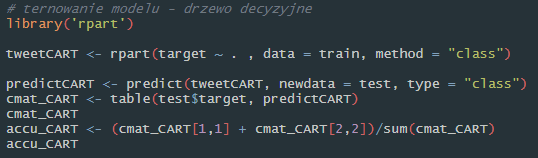 # ternowanie modelu - drzewo decyzyjne
library('rpart')
tweetCART <- rpart(target ~ . , data = train, method = "class")
predictCART <- predict(tweetCART, newdata = test, type = "class")
cmat_CART <- table(test$target, predictCART)
cmat_CART
accu_CART <- (cmat_CART[1,1] + cmat_CART[2,2])/sum(cmat_CART)
accu_CART